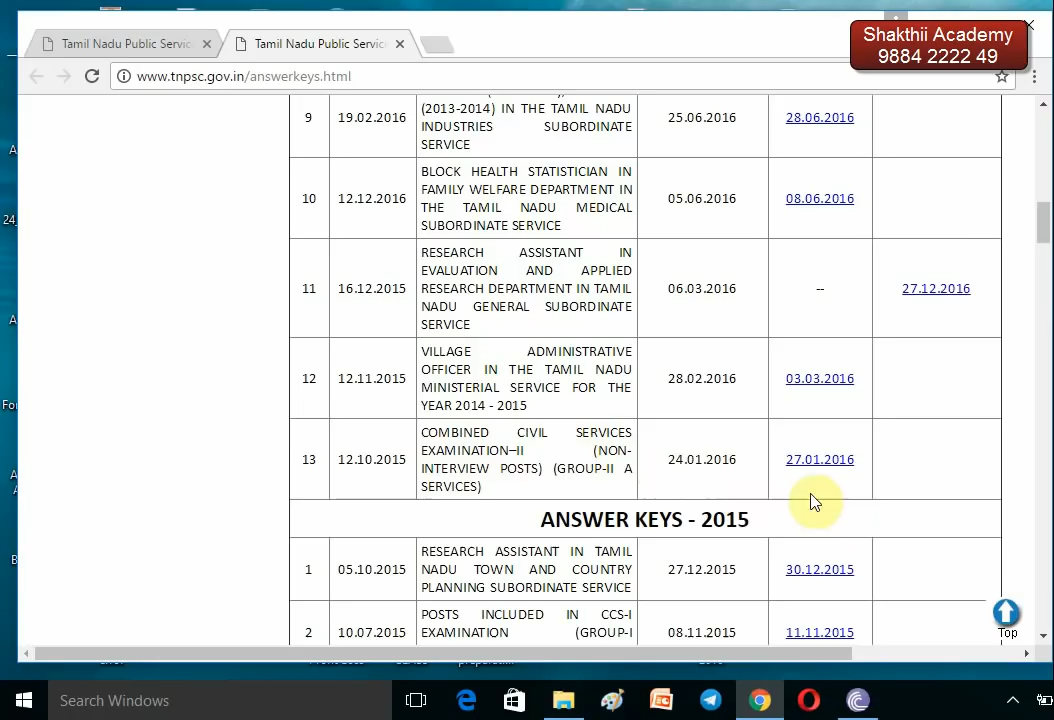 Shakthii Academy
9884 2222 49
Tamil Nadu Public Servic
Tamil Nadu Public Servic
www.tnpsc.gov.in/answerkeys.html
9 19.02.2016 (2013-2014) IN THE TAMIL NADU 25.06.2016 28.06.2016
INDUSTRIES SUBORDINATE
SERVICE
BLOCK HEALTH STATISTICIAN IN
FAMILY WELFARE DEPARTMENT IN
10 12.12.2016 THE TAMIL NADU MEDICAL 05.06.2016 08.06.2016
SUBORDINATE SERVICE
RESEARCH ASSISTANT IN
EVALUATION AND APPLIED
11 16.12.2015 RESEARCH DEPARTMENT IN TAMIL 06.03.2016 -- 27.12.2016
NADU GENERAL SUBORDINATE
SERVICE
VILLAGE ADMINISTRATIVE
OFFICER IN THE TAMIL NADU
12 12.11.2015 MINISTERIAL SERVICE FOR THE 28.02.2016 03.03.2016
YEAR 2014 - 2015
COMBINED CIVIL SERVICES
EXAMINATION–II (NON-
13 12.10.2015 INTERVIEW POSTS) (GROUP-II A 24.01.2016 27.01.2016
SERVICES)
ANSWER KEYS - 2015
RESEARCH ASSISTANT IN TAMIL
1 05.10.2015 NADU TOWN AND COUNTRY 27.12.2015 30.12.2015
PLANNING SUBORDINATE SERVICE
POSTS INCLUDED IN CCS-I
2 10.07.2015 EXAMINATION (GROUP-I 08.11.2015 11.11.2015
Top
Search Windows